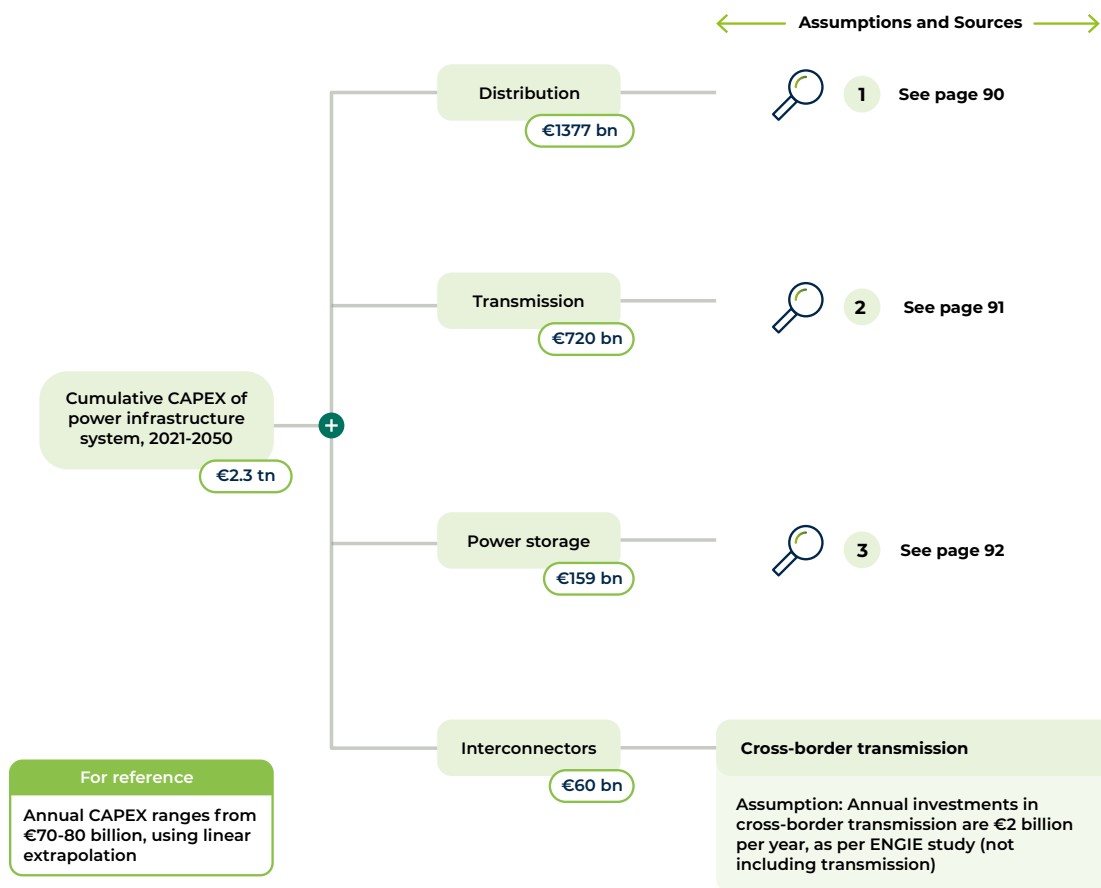 Assumptions and Sources
Distribution
€1377 bn
1
See page 90
Transmission
€720 bn
2
See page 91
Cumulative CAPEX of
power infrastructure
system, 2021-2050
€2.3 tn
+
Power storage
€159 bn
3
See page 92
Interconnectors
€60 bn
Cross-border transmission
Assumption: Annual investments in
cross-border transmission are €2 billion
per year, as per ENGIE study (not
including transmission)
For reference
Annual CAPEX ranges from
€70-80 billion, using linear
extrapolation